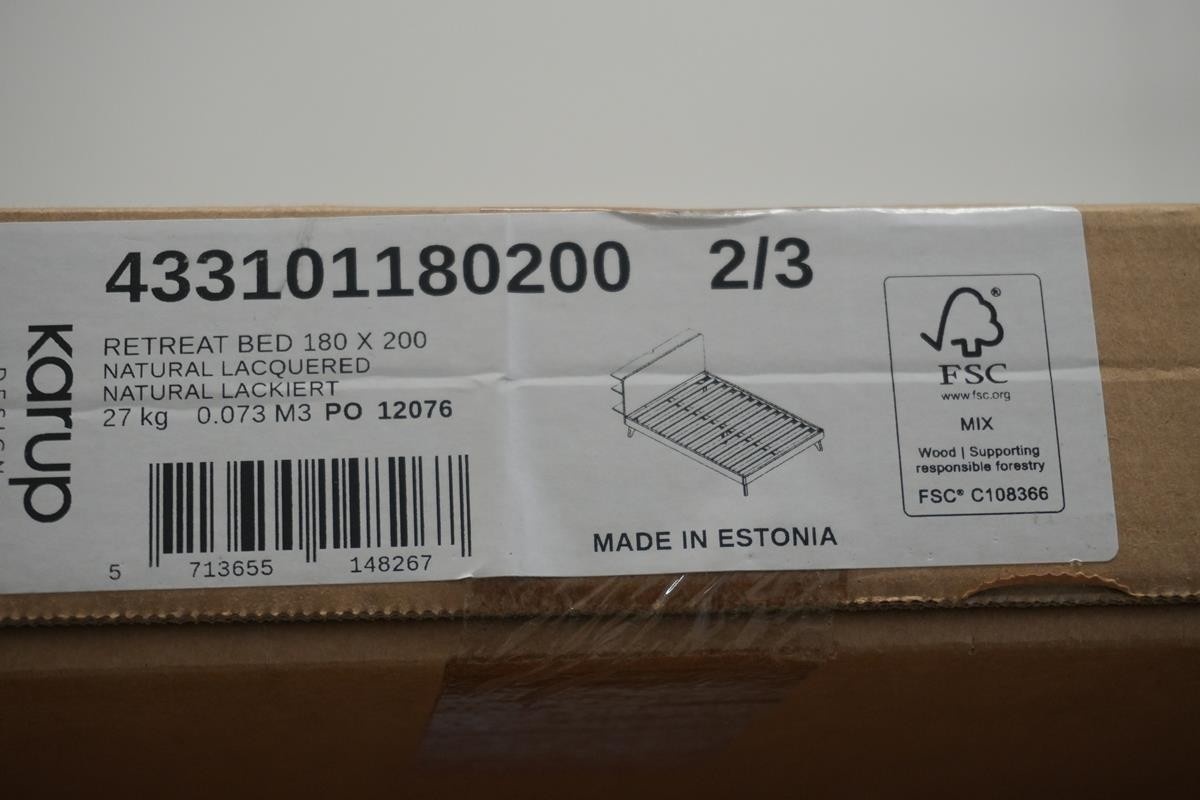 433101180200 2/3
karup
DESIGN
RETREAT BED 180 X 200
NATURAL LACQUERED
NATURAL LACKIERT
27 kg 0.073 M3 PO 12076
5 713655 148267
MADE IN ESTONIA
®
FSC
www.fsc.org
MIX
Wood | Supporting
responsible forestry
FSC® C108366